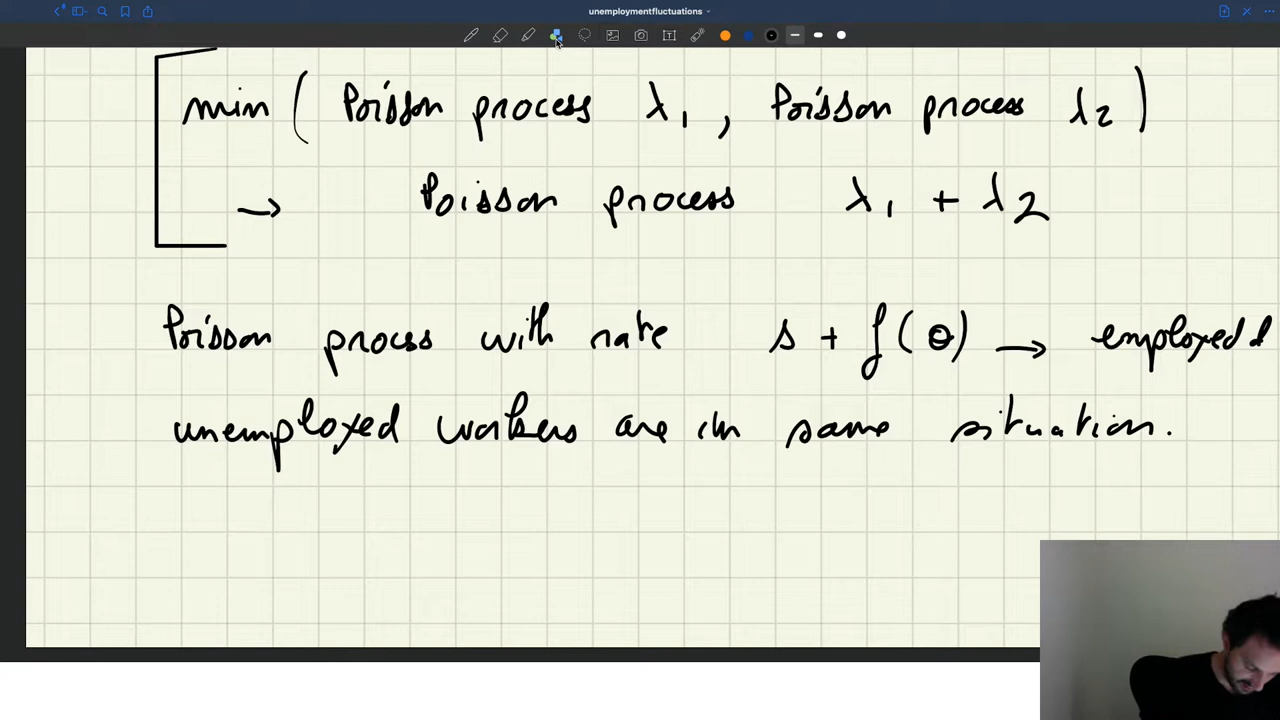 unemploymentfluctuations
min ( Poisson process λ1 , Poisson process λ2 )
→ Poisson process λ1 + λ2
Poisson process with rate s + f(θ) → employed &
unemployed workers are in same situation.